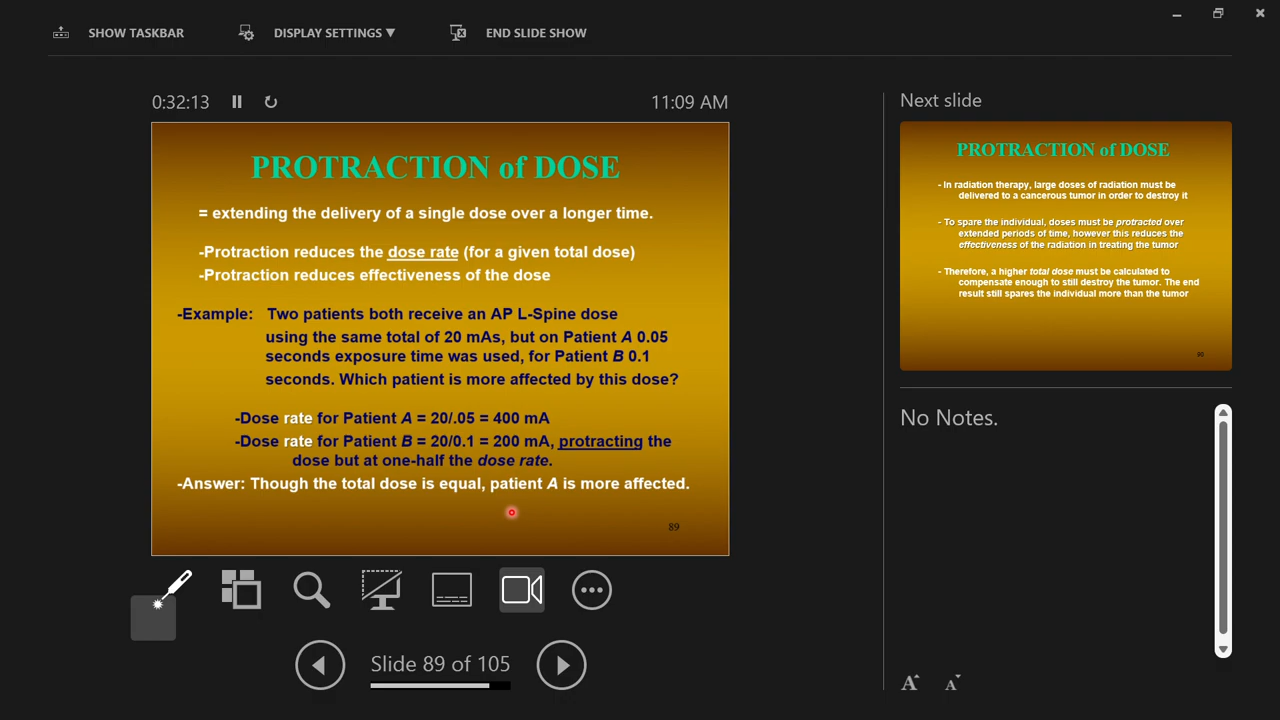 SHOW TASKBAR
DISPLAY SETTINGS ▼
END SLIDE SHOW
0:32:13
11:09 AM
PROTRACTION of DOSE
= extending the delivery of a single dose over a longer time.
-Protraction reduces the dose rate (for a given total dose)
-Protraction reduces effectiveness of the dose
-Example: Two patients both receive an AP L-Spine dose
using the same total of 20 mAs, but on Patient A 0.05
seconds exposure time was used, for Patient B 0.1
seconds. Which patient is more affected by this dose?
-Dose rate for Patient A = 20/.05 = 400 mA
-Dose rate for Patient B = 20/0.1 = 200 mA, protracting the
dose but at one-half the dose rate.
-Answer: Though the total dose is equal, patient A is more affected.
89
Slide 89 of 105
Next slide
PROTRACTION of DOSE
- In radiation therapy, large doses of radiation must be
delivered to a cancerous tumor in order to destroy it
- To spare the individual, doses must be protracted over
extended periods of time, however this reduces the
effectiveness of the radiation in treating the tumor
- Therefore, a higher total dose must be calculated to
compensate enough to still destroy the tumor. The end
result still spares the individual more than the tumor
90
No Notes.
A
A